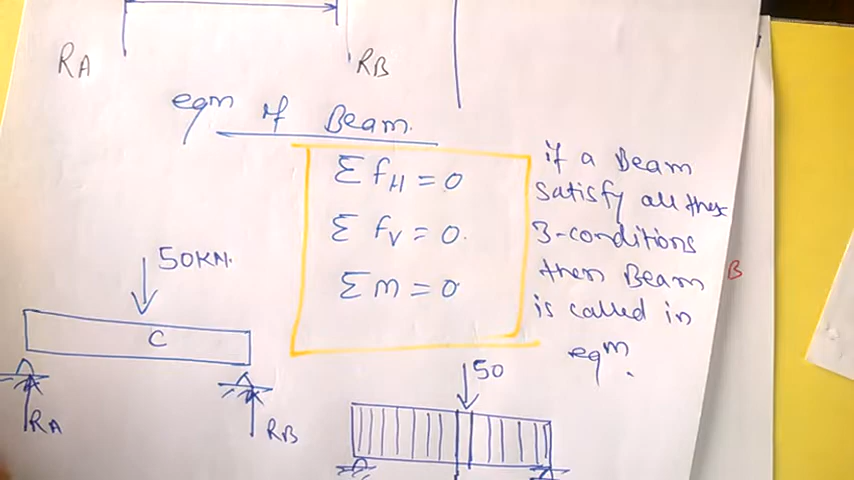 RA
RB
eqm of Beam.
Σ fH = 0
Σ fV = 0.
Σ M = 0
if a Beam
satisfy all these
3-conditions
then Beam
is called in
eqm.
B
50KN.
C
RA
RB
50